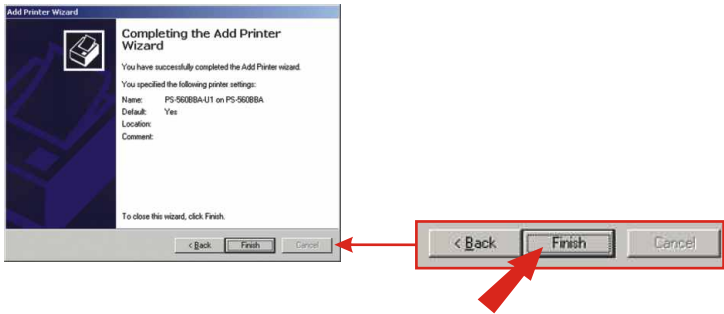 Add Printer Wizard
Completing the Add Printer
Wizard
You have successfully completed the Add Printer wizard.
You specified the following printer settings:
Name: PS-560BBA-U1 on PS-560BBA
Default: Yes
Location:
Comment:
To close this wizard, click Finish.
< Back Finish Cancel
< Back Finish Cancel